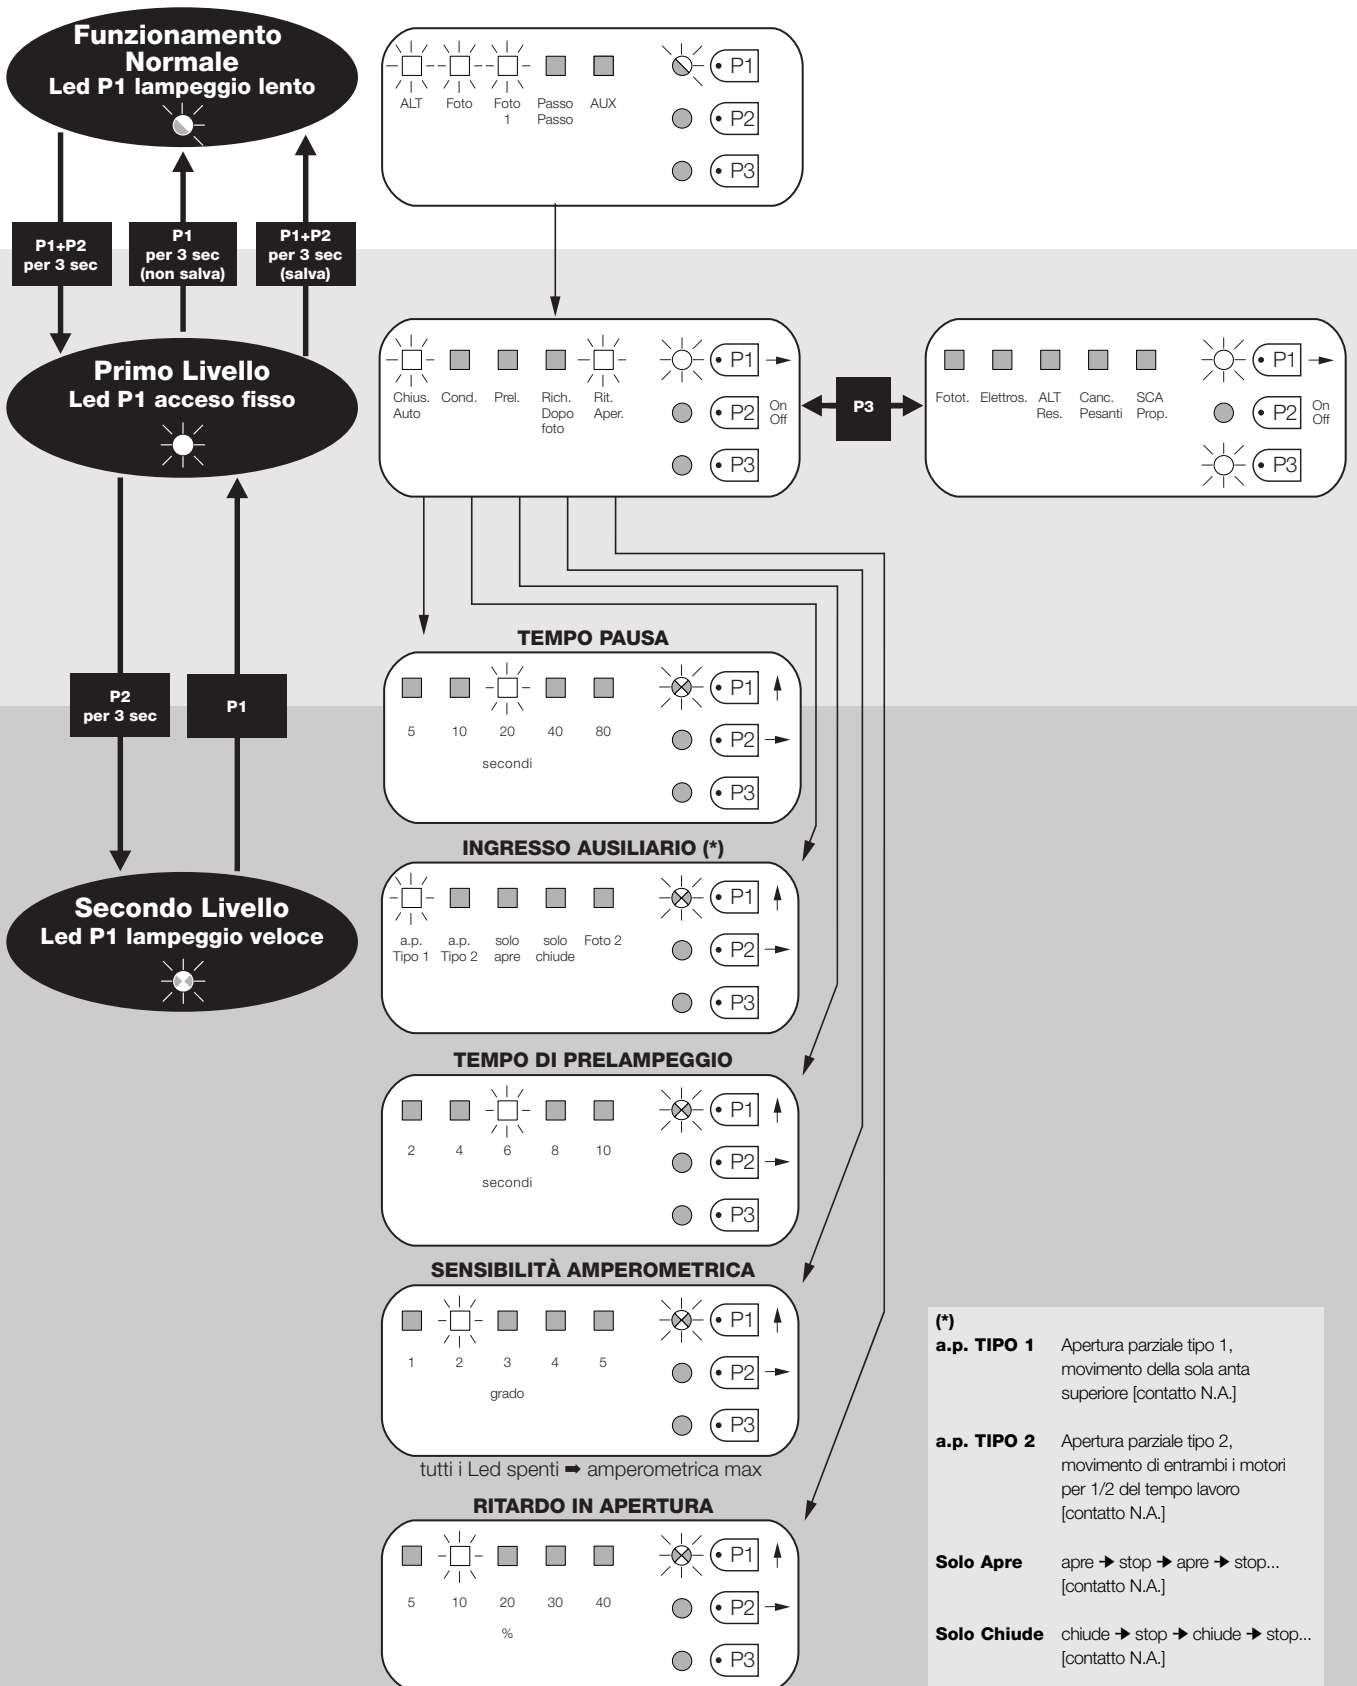 Funzionamento
Normale
Led P1 lampeggio lento
ALT
Foto
Foto
1
Passo
Passo
AUX
P1
P2
P3
P1+P2
per 3 sec
P1
per 3 sec
(non salva)
P1+P2
per 3 sec
(salva)
Primo Livello
Led P1 acceso fisso
Chius.
Auto
Cond.
Prel.
Rich.
Dopo
foto
Rit.
Aper.
P1
P2
On
Off
P3
P3
Fotot.
Elettros.
ALT
Res.
Canc.
Pesanti
SCA
Prop.
P1
P2
On
Off
P3
P2
per 3 sec
P1
TEMPO PAUSA
5 10 20 40 80
secondi
P1
P2
P3
Secondo Livello
Led P1 lampeggio veloce
INGRESSO AUSILIARIO (*)
a.p.
Tipo 1
a.p.
Tipo 2
solo
apre
solo
chiude
Foto 2
P1
P2
P3
TEMPO DI PRELAMPEGGIO
2 4 6 8 10
secondi
P1
P2
P3
SENSIBILITÀ AMPEROMETRICA
1 2 3 4 5
grado
P1
P2
P3
tutti i Led spenti ➡ amperometrica max
RITARDO IN APERTURA
5 10 20 30 40
%
P1
P2
P3
(*)
a.p. TIPO 1 Apertura parziale tipo 1,
movimento della sola anta
superiore [contatto N.A.]
a.p. TIPO 2 Apertura parziale tipo 2,
movimento di entrambi i motori
per 1/2 del tempo lavoro
[contatto N.A.]
Solo Apre apre ➔ stop ➔ apre ➔ stop...
[contatto N.A.]
Solo Chiude chiude ➔ stop ➔ chiude ➔ stop...
[contatto N.A.]